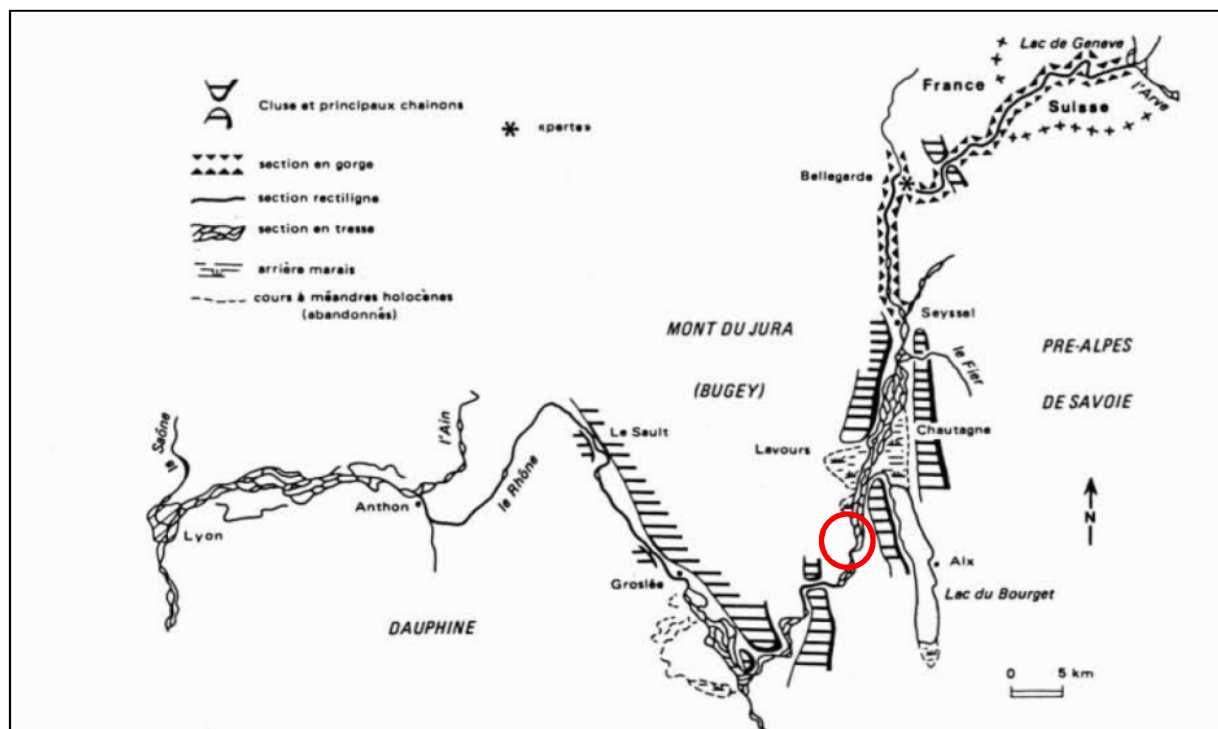 Cluse et principaux chainons
«perte»
section en gorge
section rectiligne
section en tresse
arrière marais
cours à méandres holocènes
(abandonnés)
Lac de Geneve
France
l'Arve
Suisse
Bellegarde
Seyssel
MONT DU JURA
(BUGEY)
le Fier
PRE-ALPES
DE SAVOIE
Chautagne
Lavours
la Saône
l'Ain
Le Sault
le Rhône
Anthon
Lyon
N
Aix
Groslée
Lac du Bourget
DAUPHINE
0 5 km